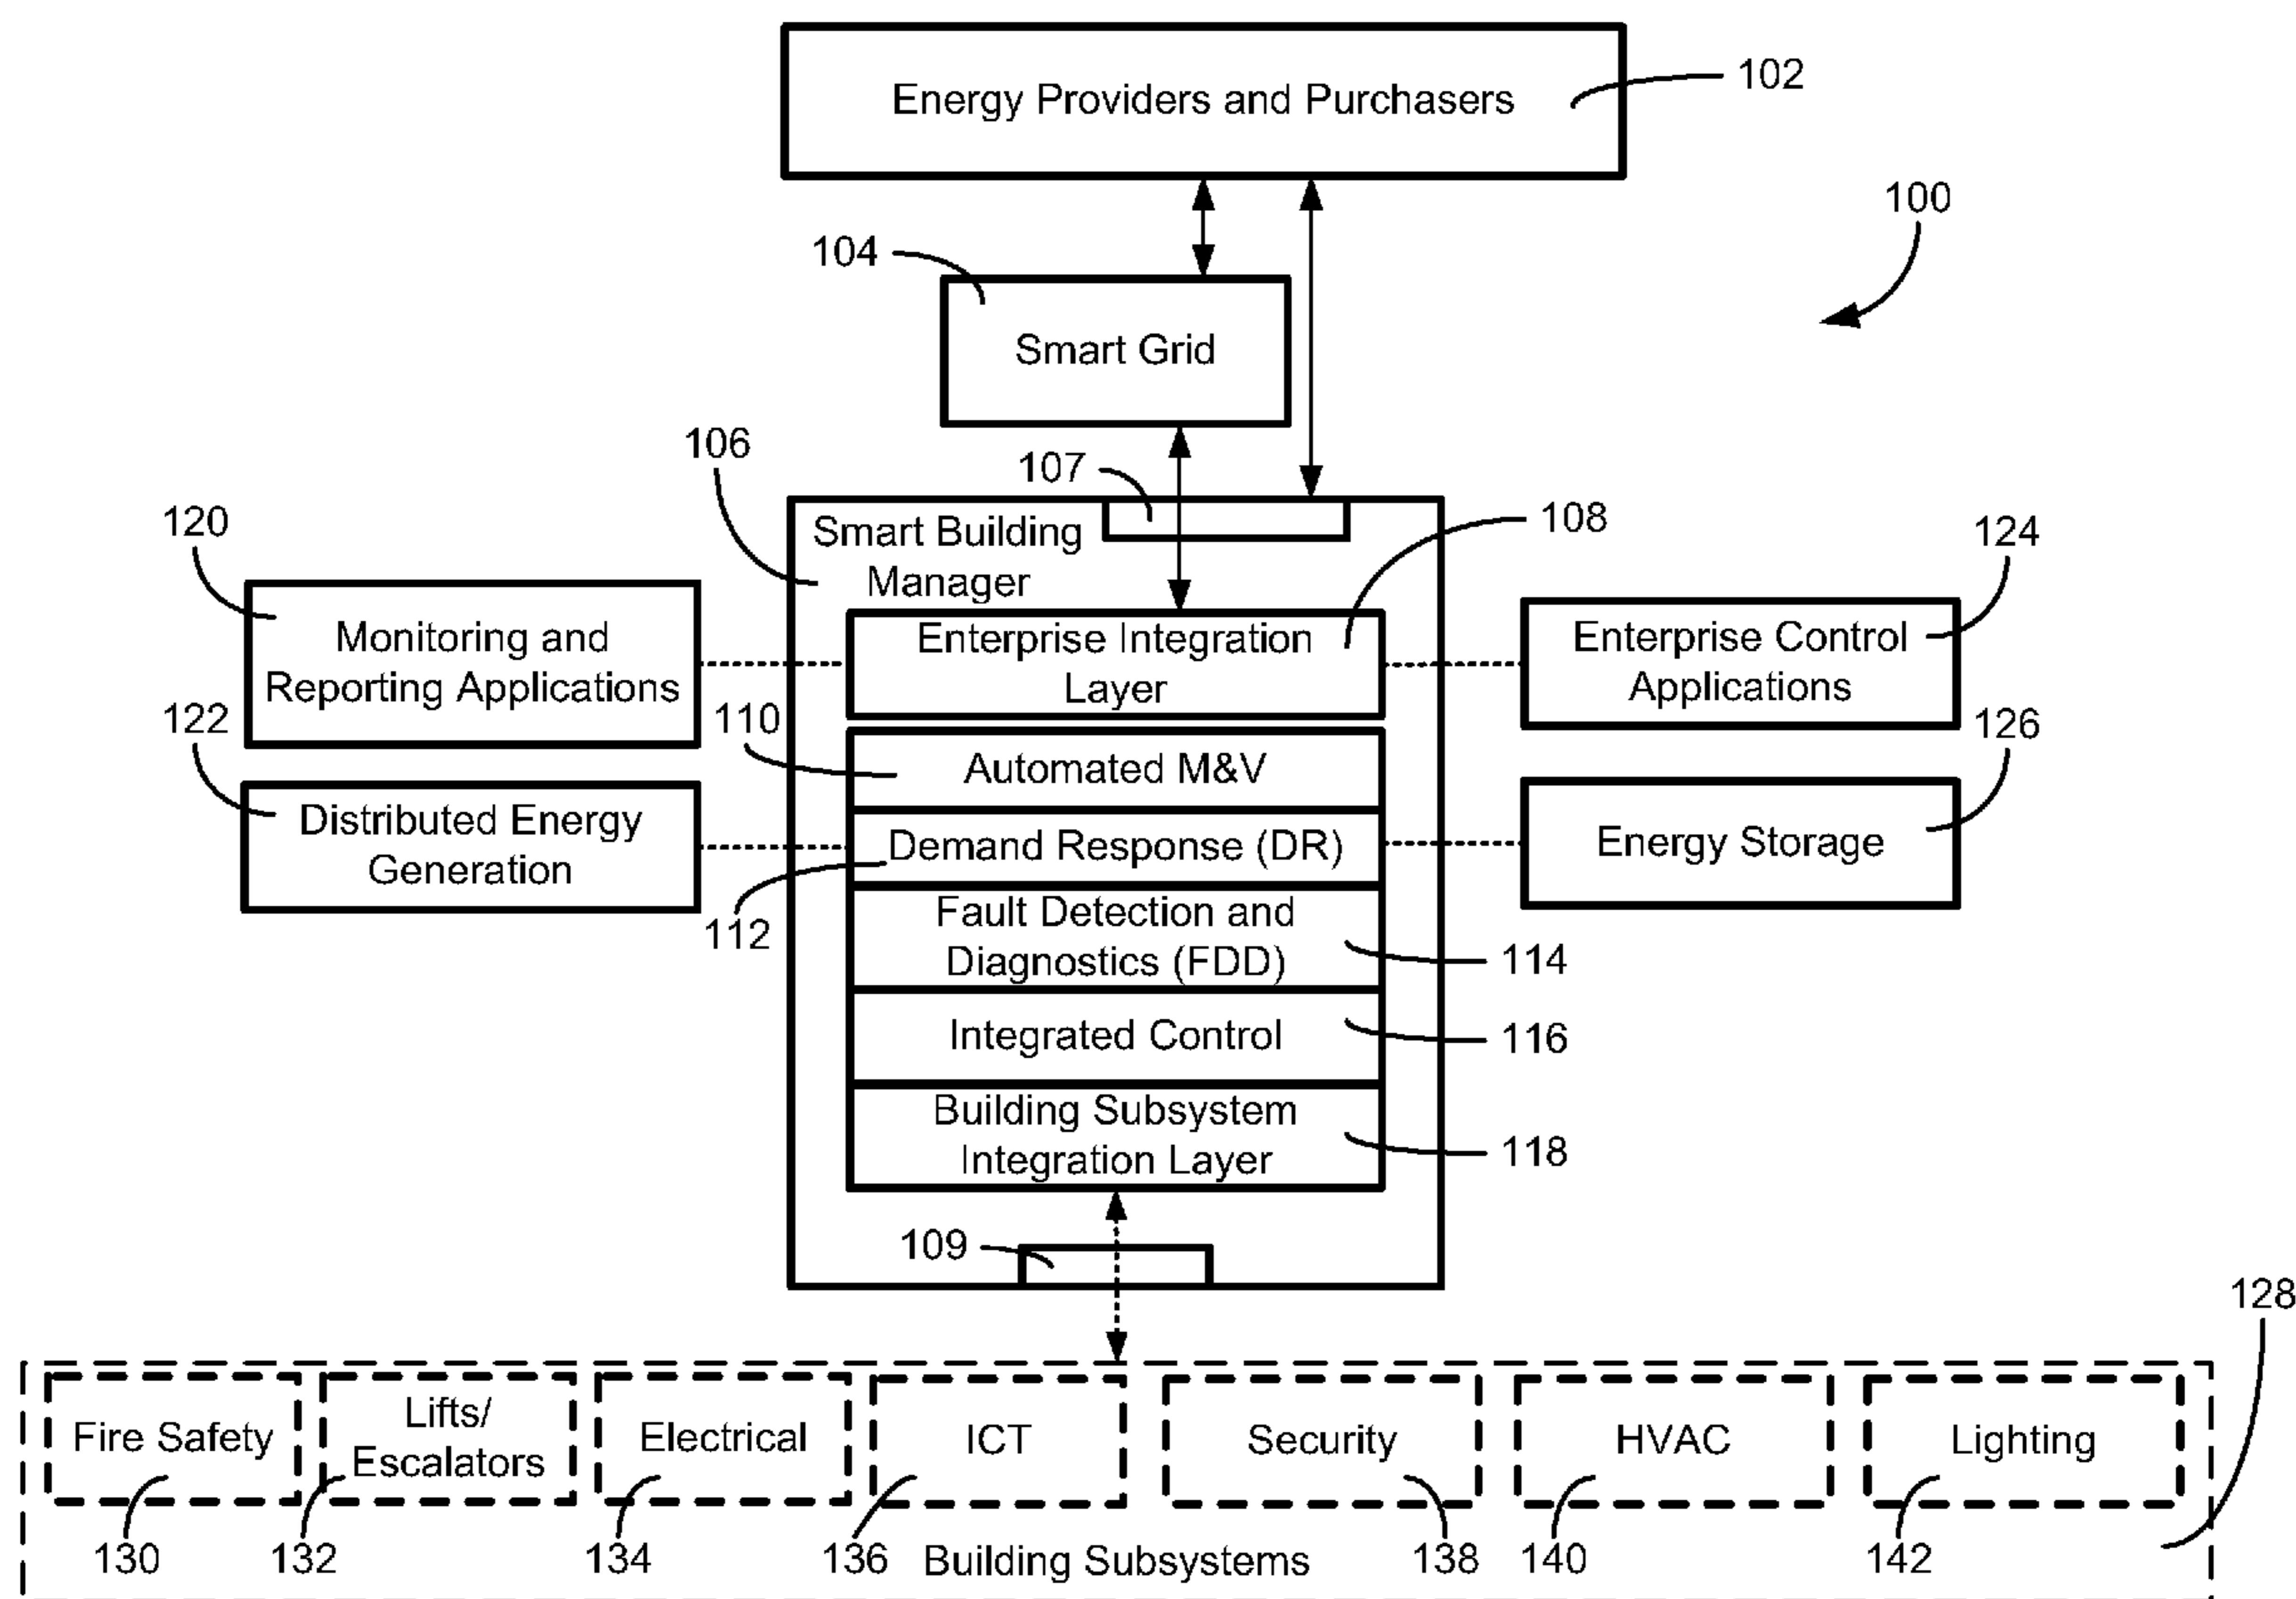 Energy Providers and Purchasers
102
100
104
Smart Grid
106
107
Smart Building
Manager
108
120
124
Monitoring and
Reporting Applications
Enterprise Integration
Layer
Enterprise Control
Applications
122
110
126
Automated M&V
Distributed Energy
Generation
Demand Response (DR)
Energy Storage
112
Fault Detection and
Diagnostics (FDD)
114
Integrated Control
116
Building Subsystem
Integration Layer
118
109
128
Fire Safety
Lifts/
Escalators
Electrical
ICT
Security
HVAC
Lighting
130
132
134
136
Building Subsystems
138
140
142